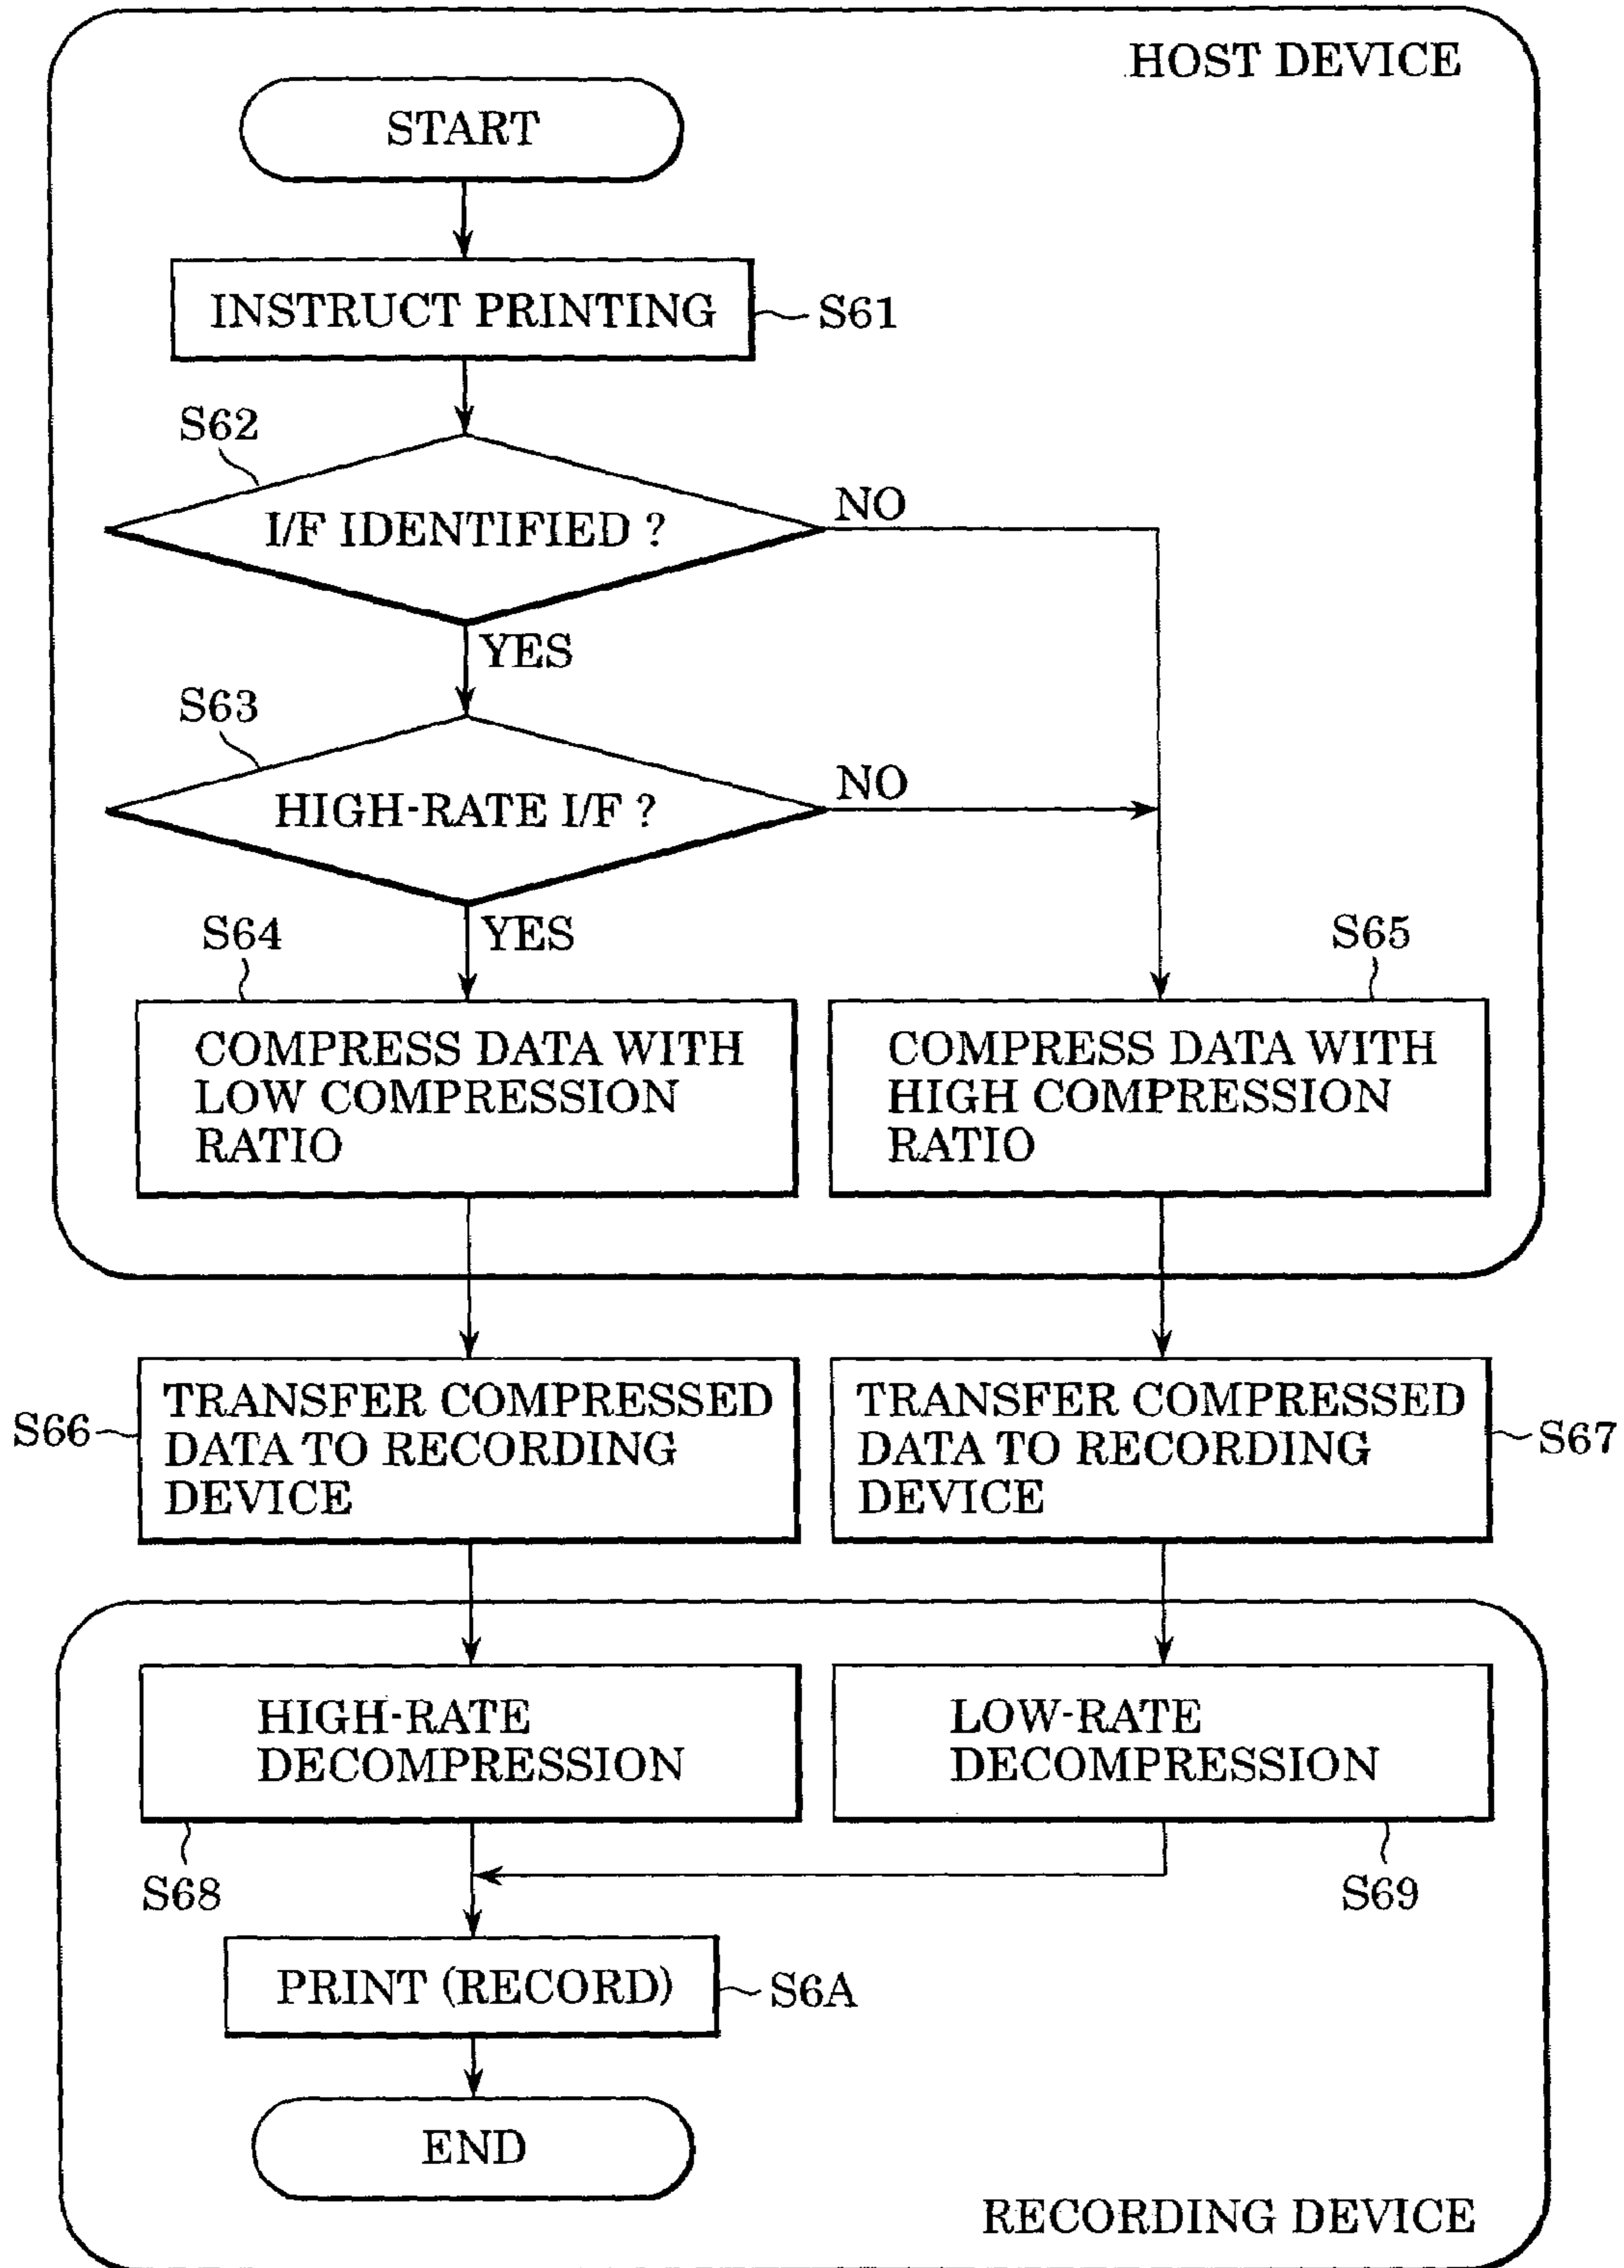 HOST DEVICE
START
INSTRUCT PRINTING
S61
S62
I/F IDENTIFIED ?
NO
YES
S63
HIGH-RATE I/F ?
NO
YES
S64
COMPRESS DATA WITH
LOW COMPRESSION
RATIO
S65
COMPRESS DATA WITH
HIGH COMPRESSION
RATIO
S66
TRANSFER COMPRESSED
DATA TO RECORDING
DEVICE
TRANSFER COMPRESSED
DATA TO RECORDING
DEVICE
S67
HIGH-RATE
DECOMPRESSION
S68
LOW-RATE
DECOMPRESSION
S69
PRINT (RECORD)
S6A
END
RECORDING DEVICE